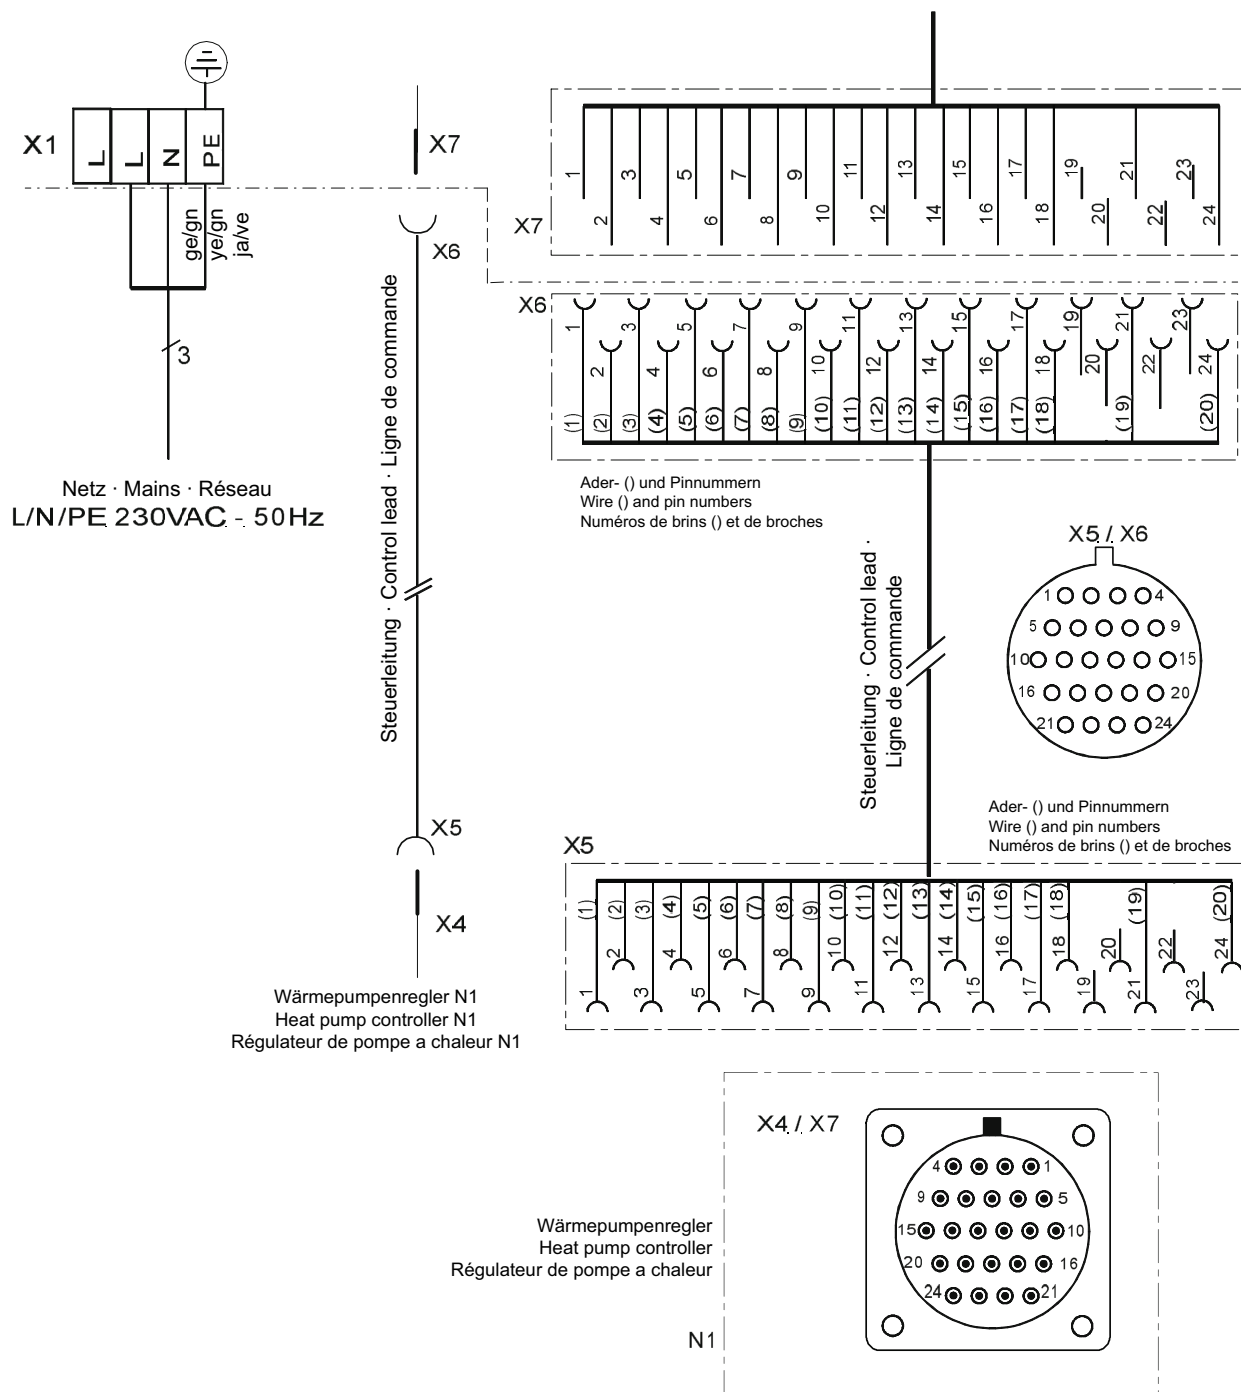 X1
L
L
N
PE
ge/gn
ye/gn
ja/ve
3
Netz · Mains · Réseau
L/N/PE 230VAC - 50Hz
X7
X6
Steuerleitung · Control lead · Ligne de commande
X5
X4
Wärmepumpenregler N1
Heat pump controller N1
Régulateur de pompe a chaleur N1
X7
1 3 5 7 9 11 13 15 17 19 21 23
2 4 6 8 10 12 14 16 18 20 22 24
X6
1 3 5 7 9 11 13 15 17 19 21 23
2 4 6 8 10 12 14 16 18 20 22 24
(1) (2) (3) (4) (5) (6) (7) (8) (9) (10) (11) (12) (13) (14) (15) (16) (17) (18) (19) (20)
Ader- () und Pinnummern
Wire () and pin numbers
Numéros de brins () et de broches
Steuerleitung · Control lead ·
Ligne de commande
X5 / X6
1 4
5 9
10 15
16 20
21 24
Ader- () und Pinnummern
Wire () and pin numbers
Numéros de brins () et de broches
X5
(1) (2) (3) (4) (5) (6) (7) (8) (9) (10) (11) (12) (13) (14) (15) (16) (17) (18) (19) (20)
2 4 6 8 10 12 14 16 18 20 22 24
1 3 5 7 9 11 13 15 17 19 21 23
X4 / X7
4 1
9 5
15 10
20 16
24 21
Wärmepumpenregler
Heat pump controller
Régulateur de pompe a chaleur
N1